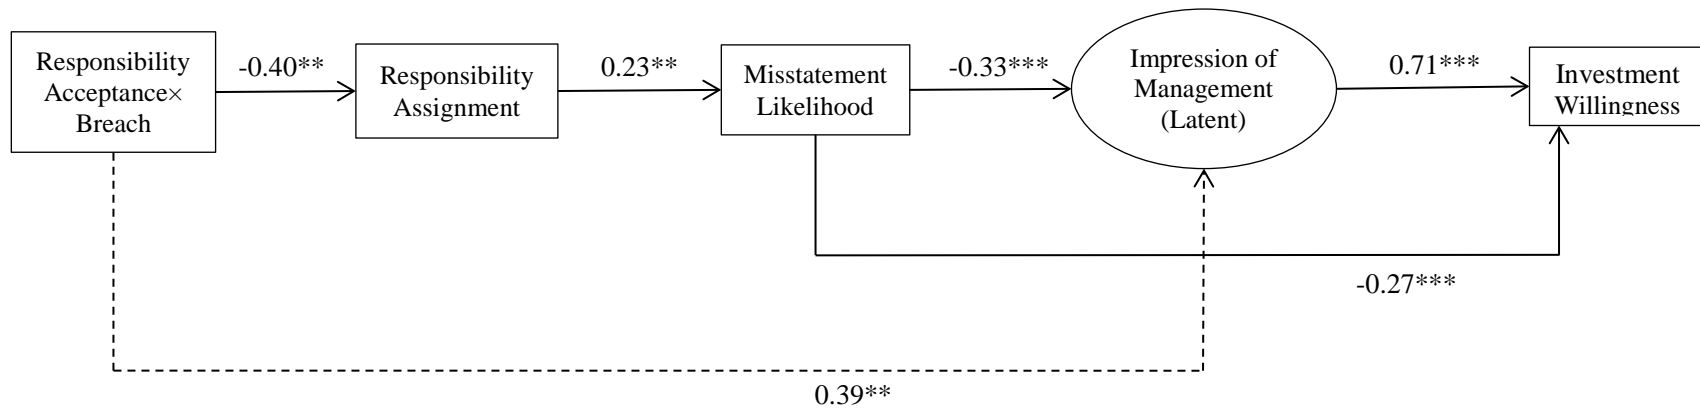 Responsibility
Acceptance×
Breach
-0.40**
Responsibility
Assignment
0.23**
Misstatement
Likelihood
-0.33***
Impression of
Management
(Latent)
0.71***
Investment
Willingness
-0.27***
0.39**